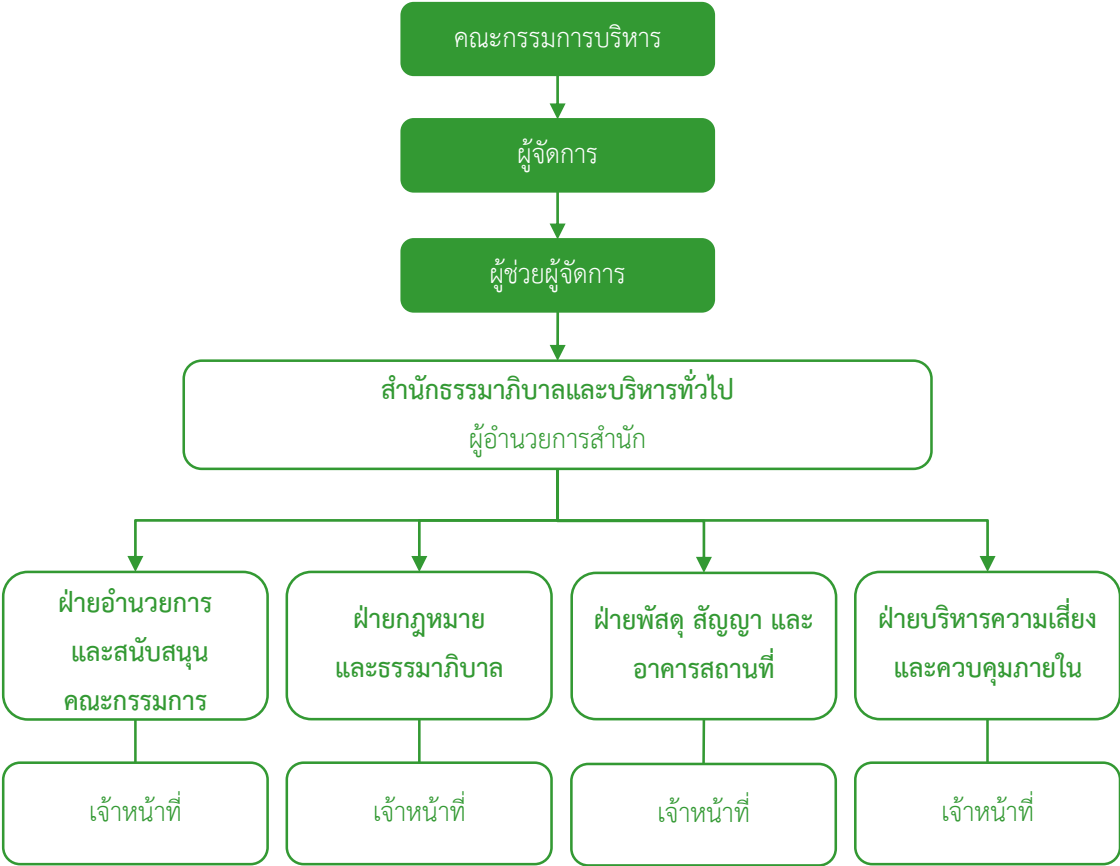 คณะกรรมการบริหาร
ผู้จัดการ
ผู้ช่วยผู้จัดการ
สำนักธรรมาภิบาลและบริหารทั่วไป
ผู้อำนวยการสำนัก
ฝ่ายอำนวยการ
และสนับสนุน
คณะกรรมการ
ฝ่ายกฎหมาย
และธรรมาภิบาล
ฝ่ายพัสดุ สัญญา และ
อาคารสถานที่
ฝ่ายบริหารความเสี่ยง
และควบคุมภายใน
เจ้าหน้าที่
เจ้าหน้าที่
เจ้าหน้าที่
เจ้าหน้าที่